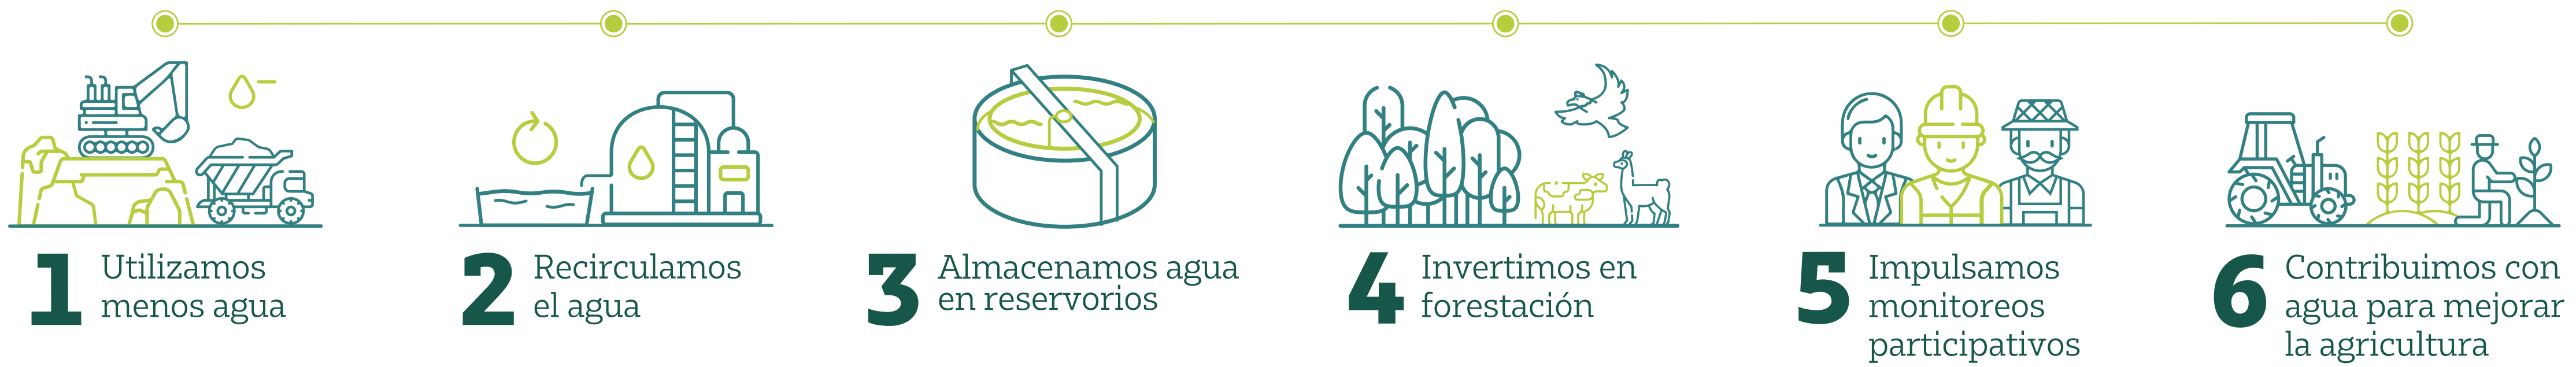 1
Utilizamos
menos agua
2
Recirculamos
el agua
3
Almacenamos agua
en reservorios
4
Invertimos en
forestación
5
Impulsamos
monitoreos
participativos
6
Contribuimos con
agua para mejorar
la agricultura